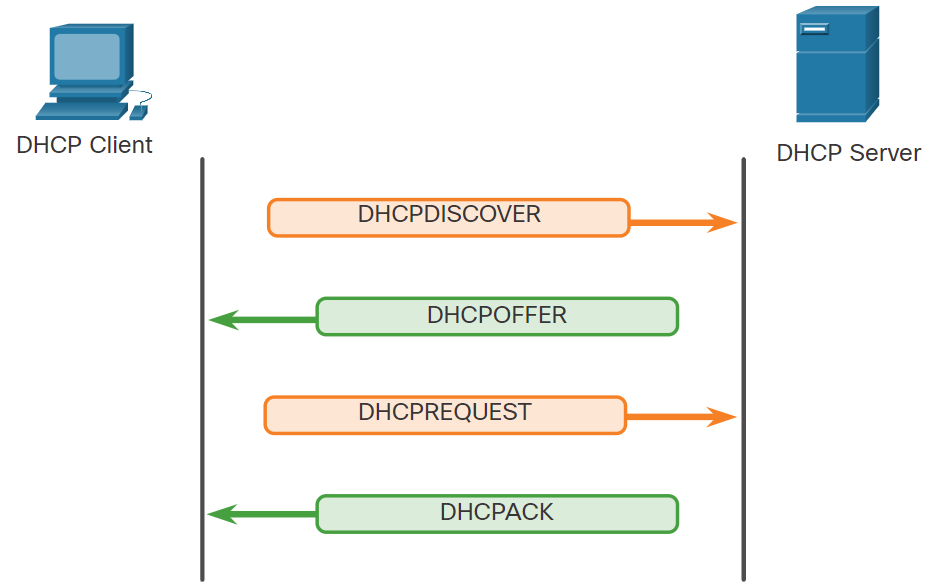 DHCP Client
DHCP Server
DHCPDISCOVER
DHCPOFFER
DHCPREQUEST
DHCPACK